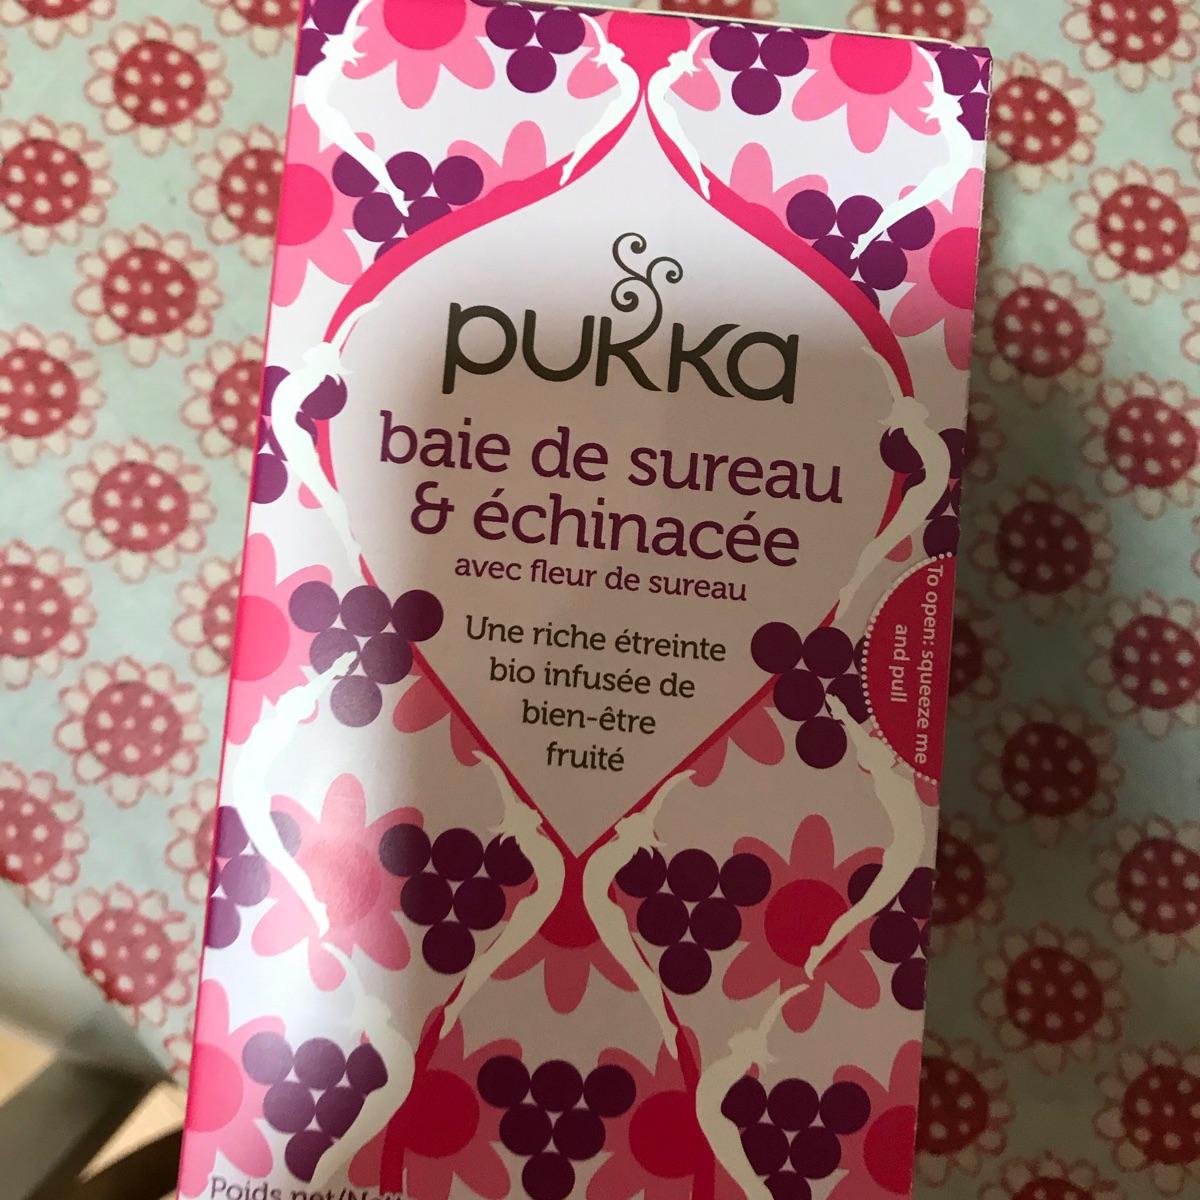 pukka
baie de sureau
& échinacée
avec fleur de sureau
Une riche étreinte
bio infusée de
bien-être
fruité
To open: squeeze me
and pull
Poids net/